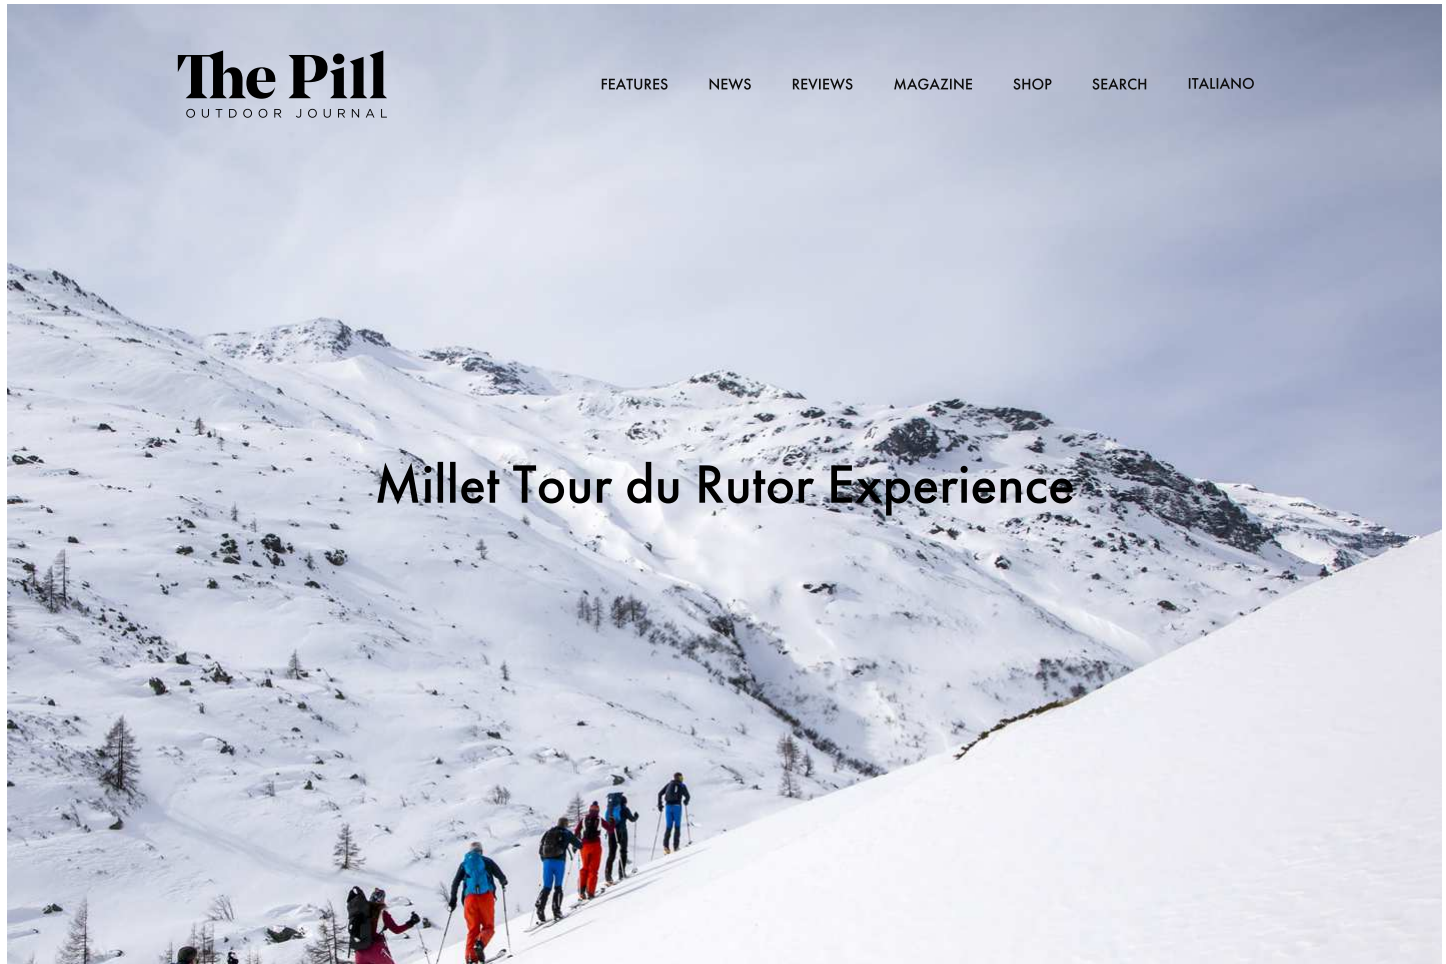 The Pill
OUTDOOR JOURNAL
FEATURES NEWS REVIEWS MAGAZINE SHOP SEARCH ITALIANO
Millet Tour du Rutor Experience